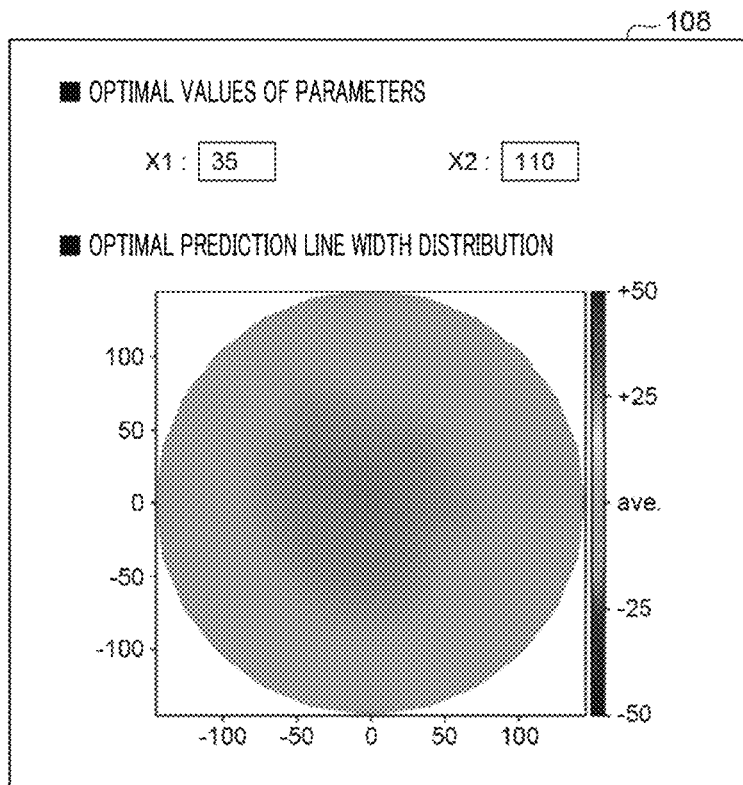 108
■ OPTIMAL VALUES OF PARAMETERS
X1 : 35 X2 : 110
■ OPTIMAL PREDICTION LINE WIDTH DISTRIBUTION
100
50
0
-50
-100
-100 -50 0 50 100
+50
+25
ave.
-25
-50